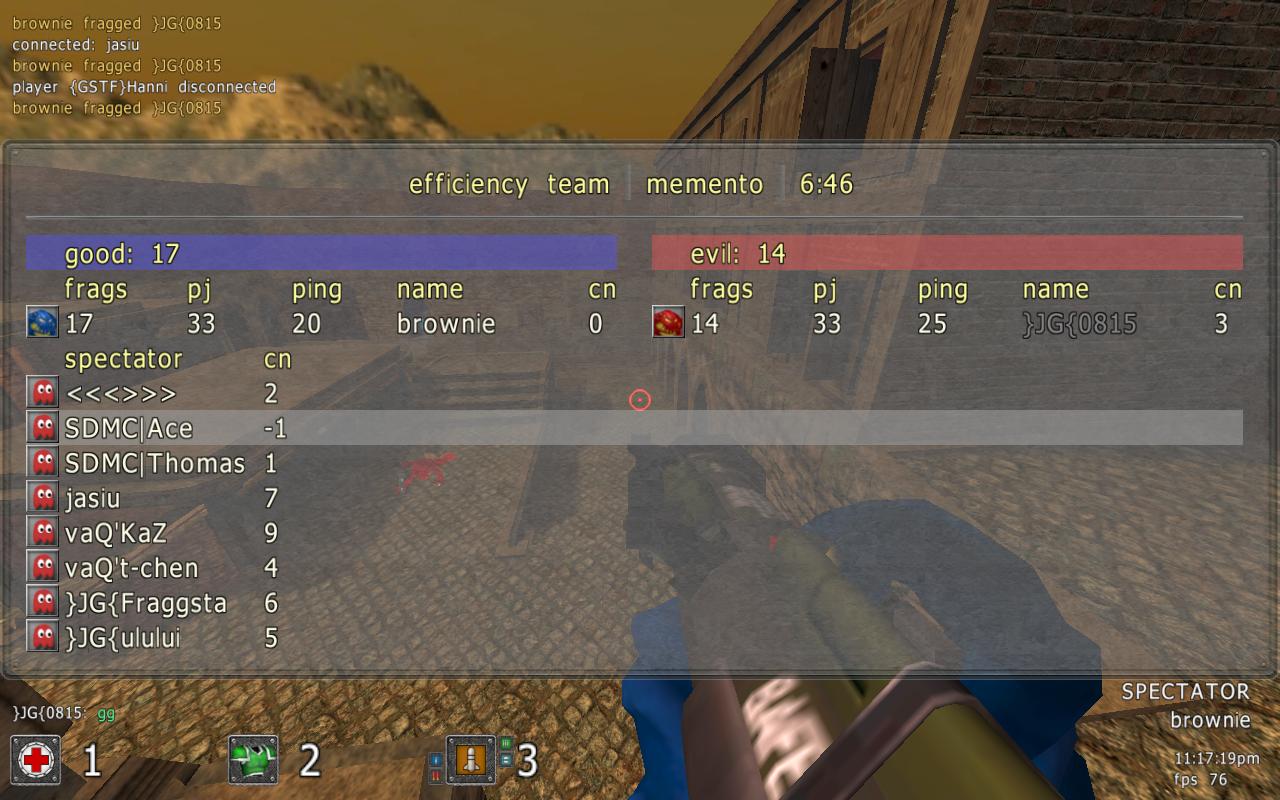 brownie fragged }JG{0815
connected: jasiu
brownie fragged }JG{0815
player {GSTF}Hanni disconnected
brownie fragged }JG{0815
efficiency team memento 6:46
good: 17 evil: 14
frags pj ping name cn frags pj ping name cn
17 33 20 brownie 0 14 33 25 }JG{0815 3
spectator cn
<<<>>> 2
SDMC|Ace -1
SDMC|Thomas 1
jasiu 7
vaQ'KaZ 9
vaQ't-chen 4
}JG{Fraggsta 6
}JG{ulului 5
SPECTATOR
}JG{0815: gg brownie
1 2 3 11:17:19pm
fps 76